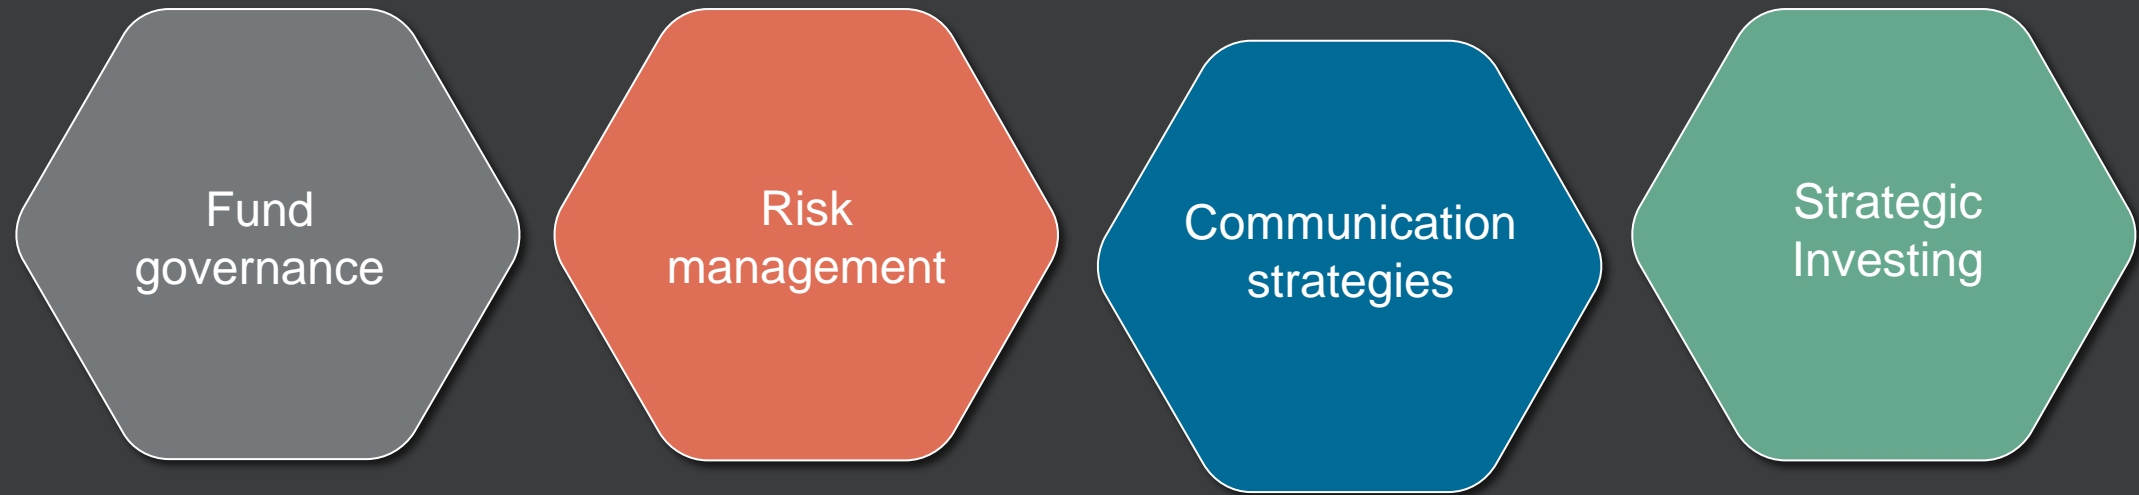 Fund
governance
Risk
management
Communication
strategies
Strategic
Investing